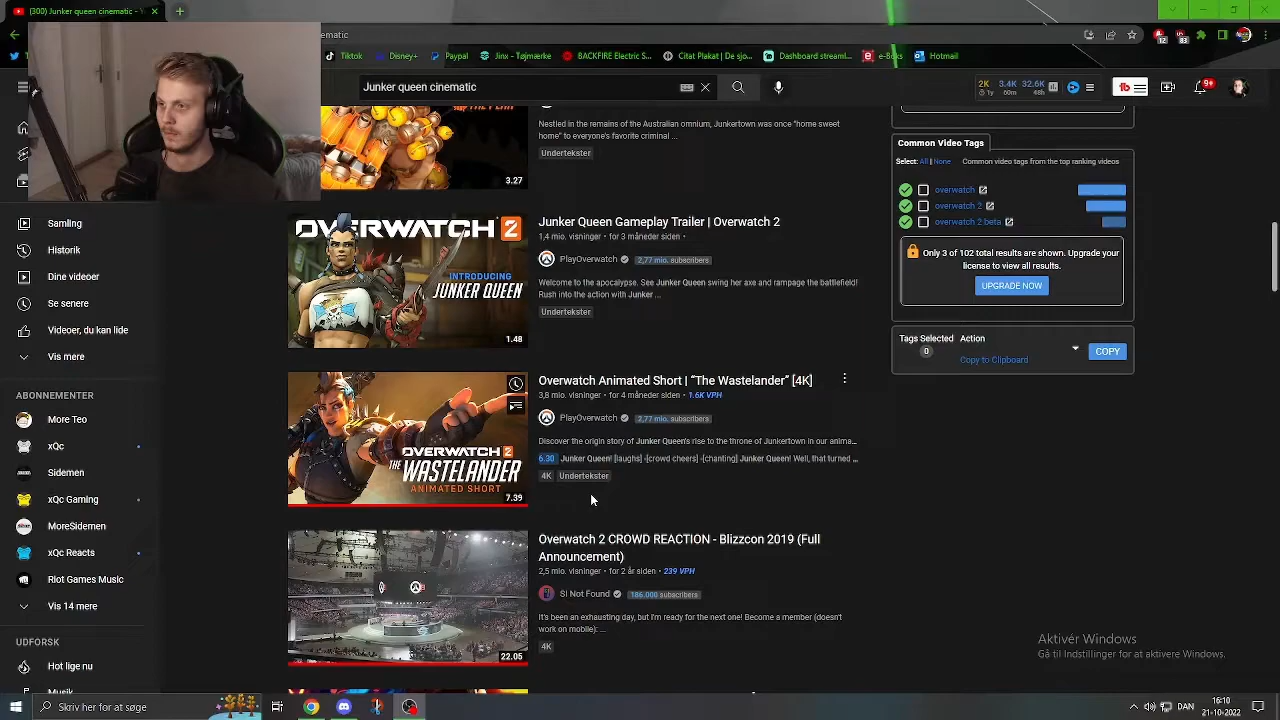 (300) Junker queen cinematic -
ematic
Tiktok
Disney+
Paypal
Jinx - Tøjmærke
BACKFIRE Electric S...
Citat Plakat | De sjo...
Dashboard streaml...
e-Boks
Hotmail
Junker queen cinematic
2K 3.4K 32.6K
1y 60m 48h
9+
3.27
Nestled in the remains of the Australian omnium, Junkertown was once "home sweet
home" to everyone's favorite criminal ...
Undertekster
Common Video Tags
Select: All | None
Common video tags from the top ranking videos
overwatch
overwatch 2
overwatch 2 beta
Only 3 of 102 total results are shown. Upgrade your
license to view all results.
UPGRADE NOW
Tags Selected
0
Action
Copy to Clipboard
COPY
Samling
Historik
Dine videoer
Se senere
Videoer, du kan lide
Vis mere
ABONNEMENTER
More Teo
xQc
Sidemen
xQc Gaming
MoreSidemen
xQc Reacts
Riot Games Music
Vis 14 mere
UDFORSK
Hot lige nu
Musik
OVERWATCH 2
INTRODUCING
JUNKER QUEEN
1.48
Junker Queen Gameplay Trailer | Overwatch 2
1,4 mio. visninger • for 3 måneder siden •
PlayOverwatch
2,77 mio. subscribers
Welcome to the apocalypse. See Junker Queen swing her axe and rampage the battlefield!
Rush into the action with Junker ...
Undertekster
OVERWATCH 2
THE WASTELANDER
ANIMATED SHORT
7.39
Overwatch Animated Short | “The Wastelander” [4K]
3,8 mio. visninger • for 4 måneder siden • 1.6K VPH
PlayOverwatch
2,77 mio. subscribers
Discover the origin story of Junker Queen's rise to the throne of Junkertown in our anima...
6.30 Junker Queen! [laughs] -[crowd cheers] -[chanting] Junker Queen! Well, that turned ...
4K Undertekster
22.05
Overwatch 2 CROWD REACTION - Blizzcon 2019 (Full
Announcement)
2,5 mio. visninger • for 2 år siden • 239 VPH
SI Not Found
186.000 subscribers
It's been an exhausting day, but I'm ready for the next one! Become a member (doesn't
work on mobile): ...
4K
Aktivér Windows
Gå til Indstillinger for at aktivere Windows.
Skriv her for at søge
DAN
16:10
21-10-2022